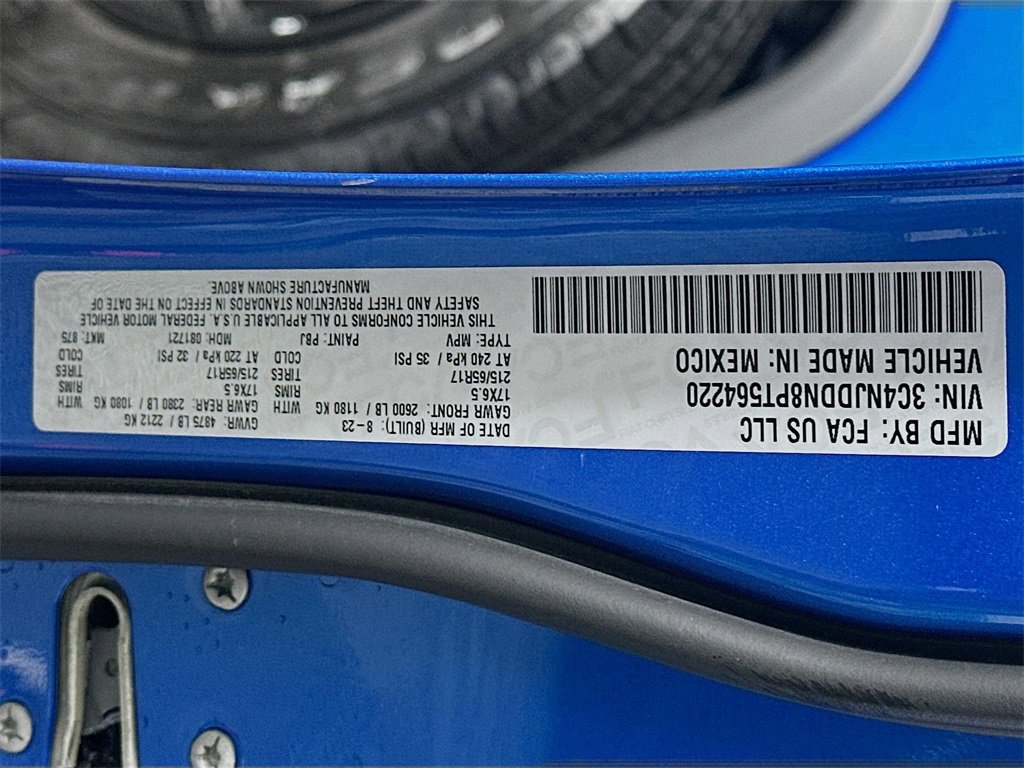 MFD BY: FCA US LLC
VIN: 3C4NJDDN8PT564220
VEHICLE MADE IN: MEXICO
DATE OF MFR (BUILT): 8-23 GVWR: 4875 LB / 2212 KG
GAWR FRONT: 2600 LB / 1180 KG WITH GAWR REAR: 2380 LB / 1080 KG WITH
17X6.5 RIMS 17X6.5 RIMS
215/65R17 TIRES 215/65R17 TIRES
AT 240 kPa / 35 PSI COLD AT 220 kPa / 32 PSI COLD
TYPE: MPV PAINT: PBJ MDH: 081721 MKT: 875
THIS VEHICLE CONFORMS TO ALL APPLICABLE U.S.A. FEDERAL MOTOR VEHICLE
SAFETY AND THEFT PREVENTION STANDARDS IN EFFECT ON THE DATE OF
MANUFACTURE SHOWN ABOVE.